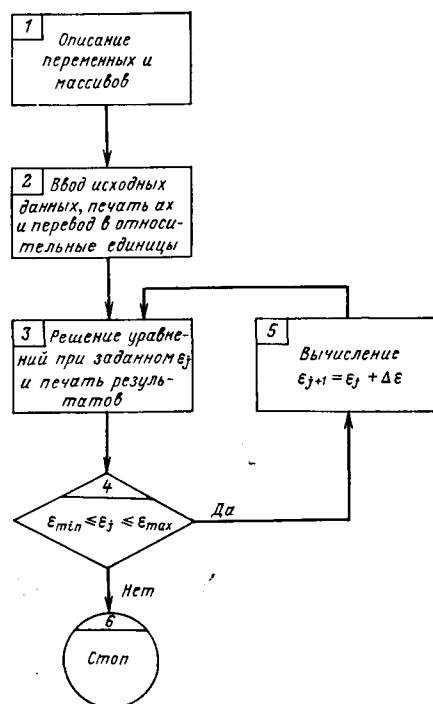 1
Описание
переменных и
массивов
2
Ввод исходных
данных, печать ах
и перевод в относи-
тельные единицы
3
Решение уравне-
ний при заданном εj
и печать резуль-
татов
5
Вычисление
εj+1 = εj + Δε
4
εmin ≤ εj ≤ εmax
Да
Нет
6
Стоп